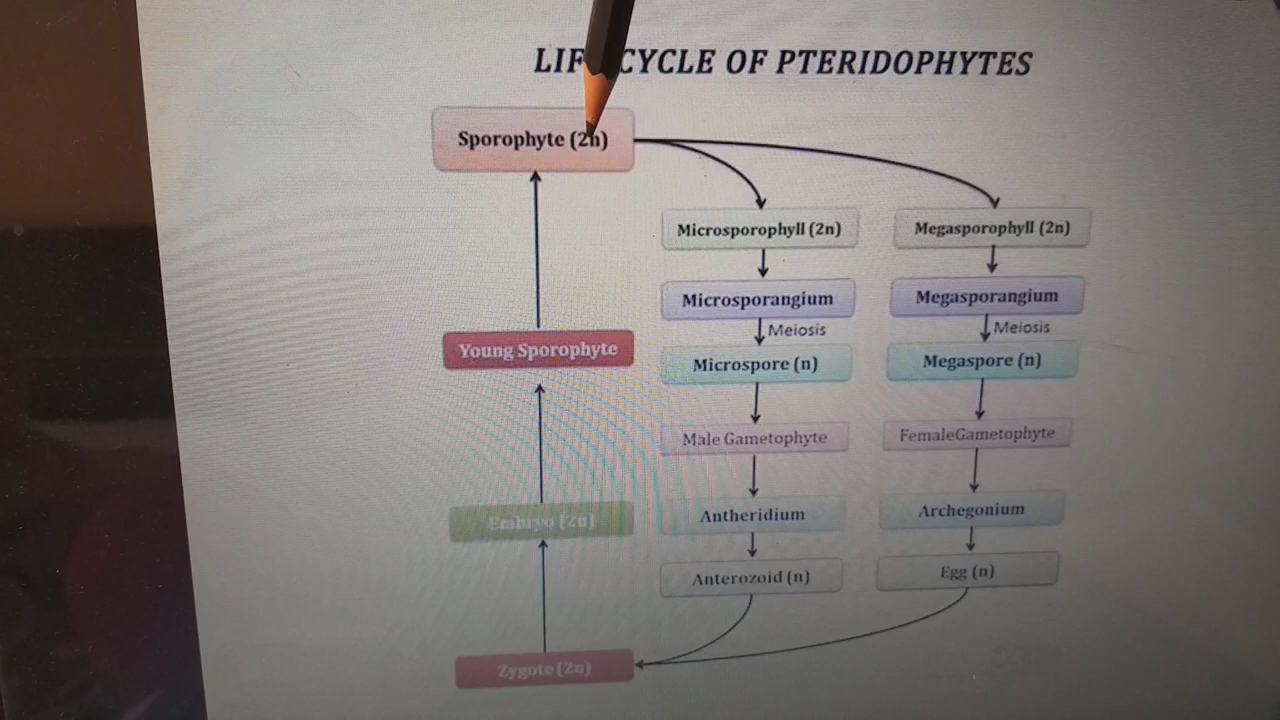 LIFE CYCLE OF PTERIDOPHYTES
Sporophyte (2n)
Microsporophyll (2n)
Megasporophyll (2n)
Microsporangium
Megasporangium
Meiosis
Meiosis
Young Sporophyte
Microspore (n)
Megaspore (n)
Male Gametophyte
FemaleGametophyte
Embryo (2n)
Antheridium
Archegonium
Anterozoid (n)
Egg (n)
Zygote (2n)